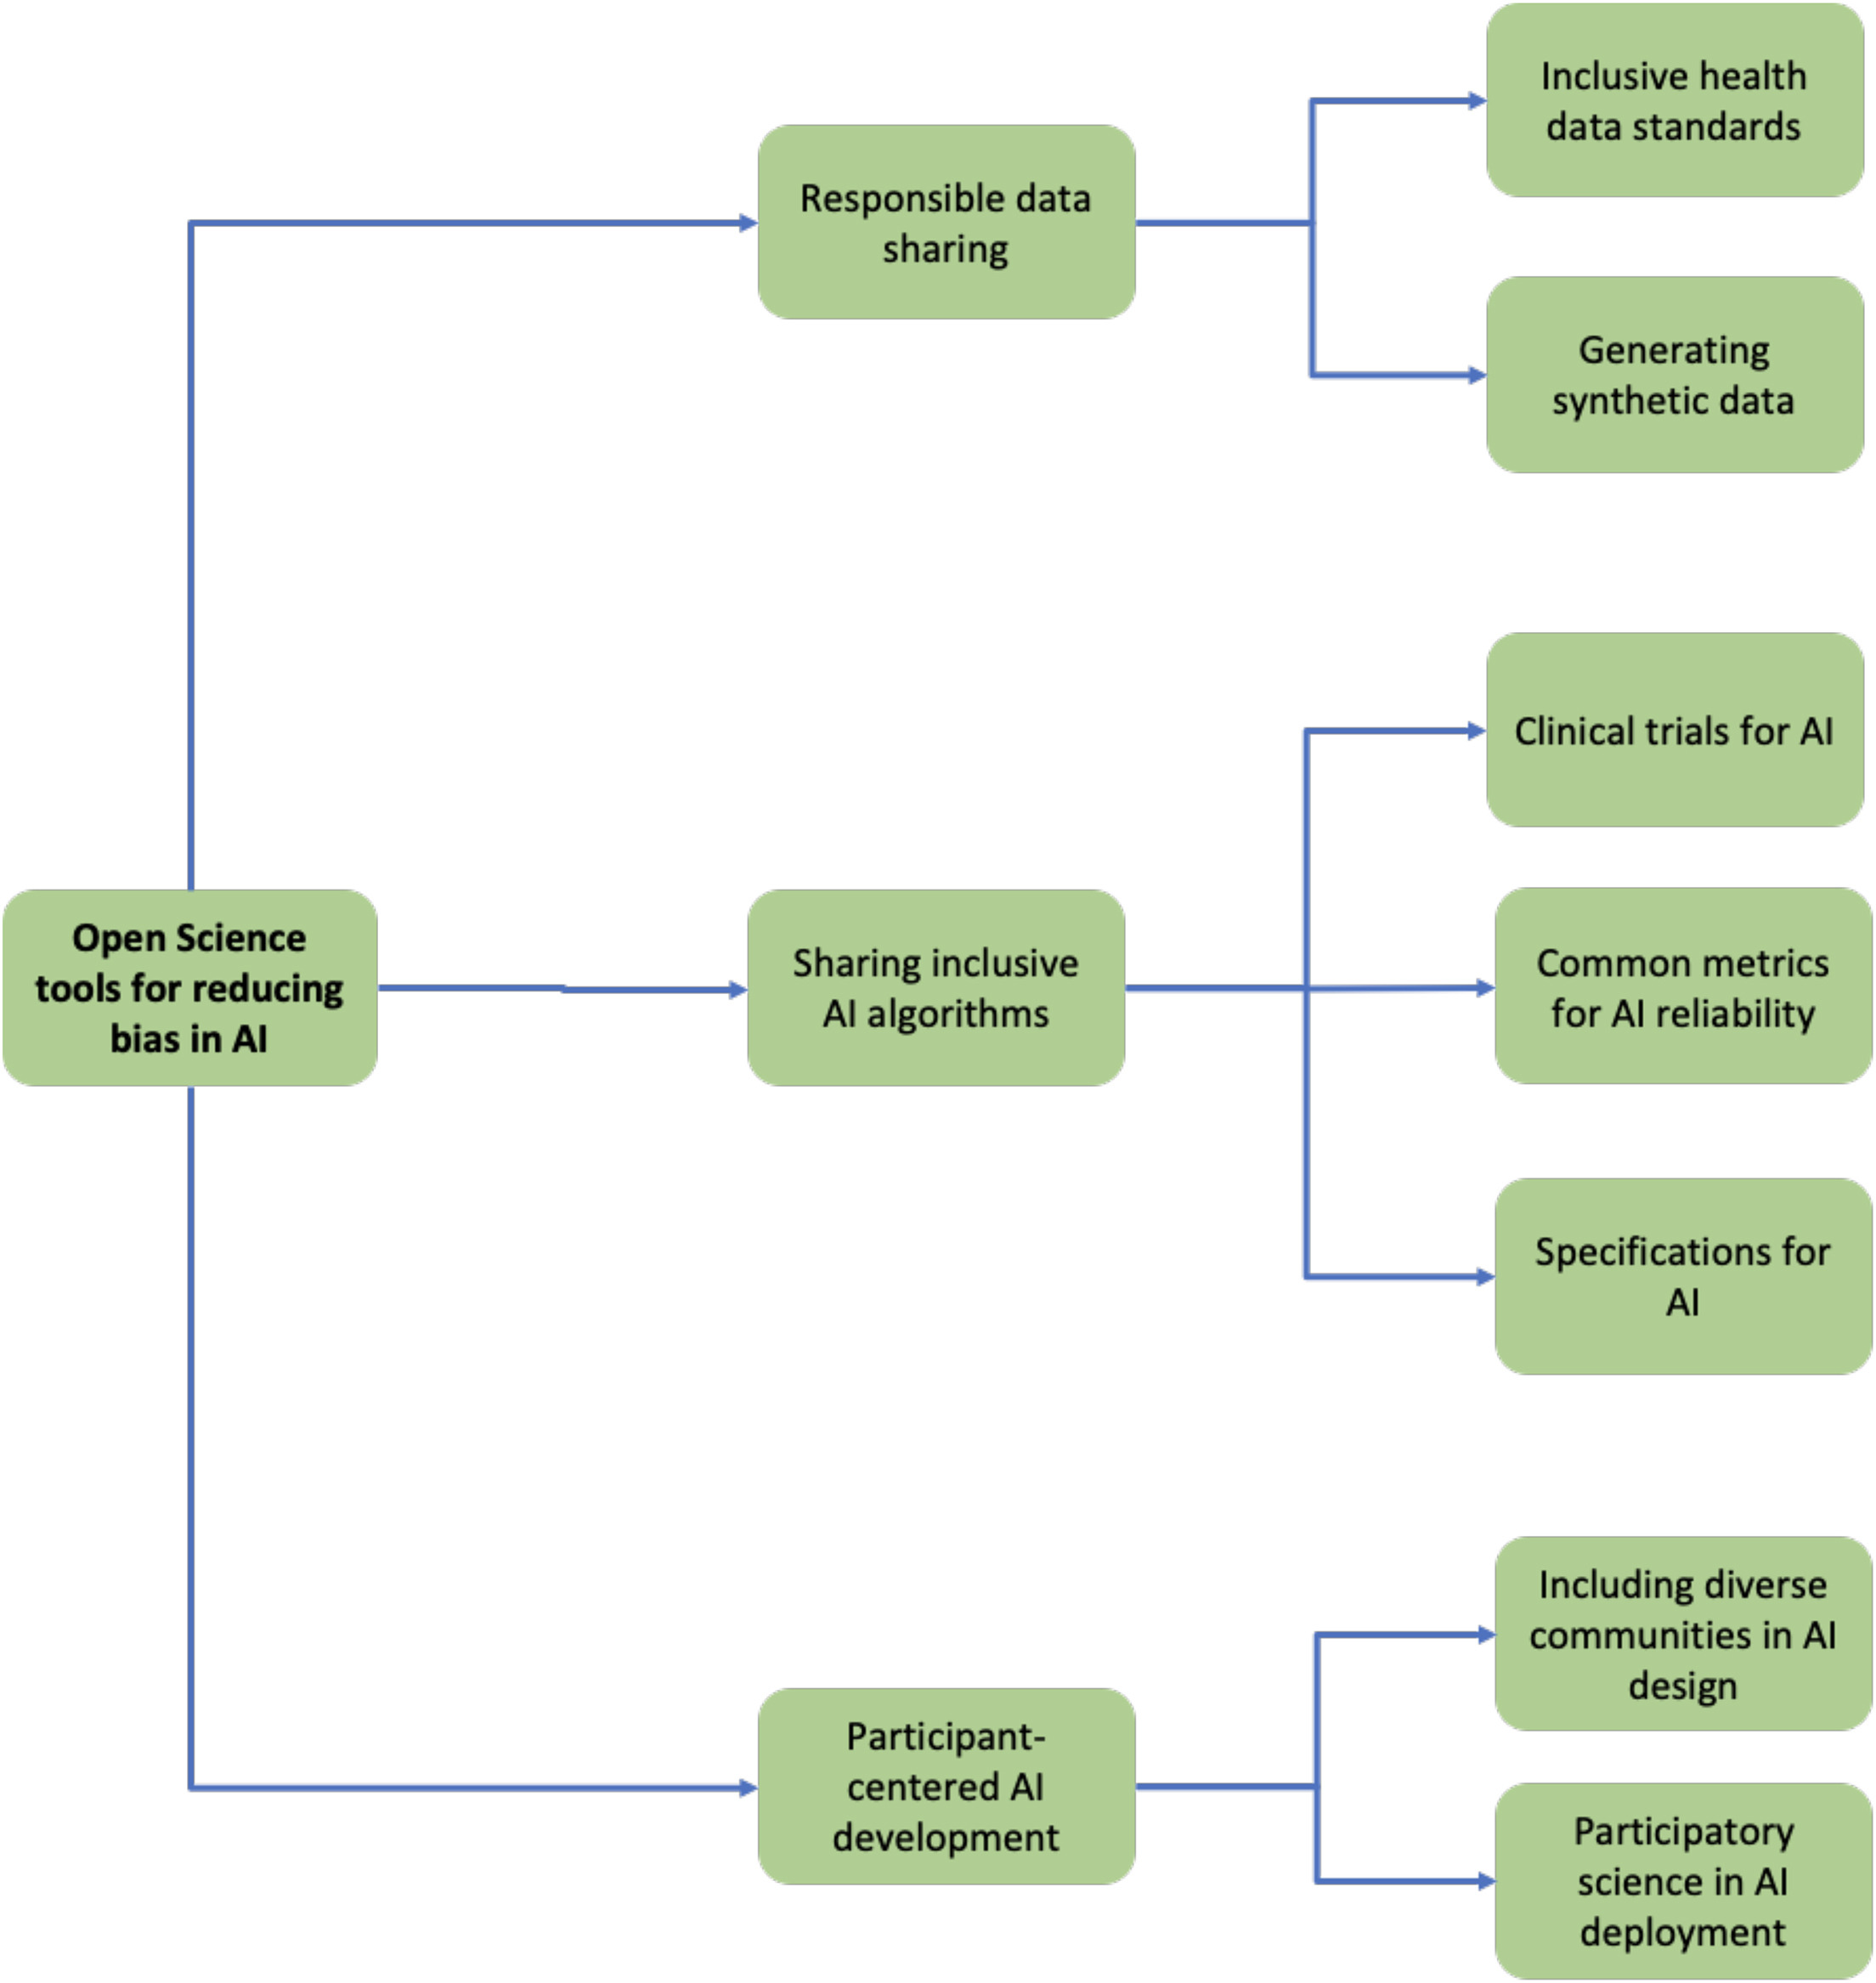 Inclusive health
data standards
Responsible data
sharing
Generating
synthetic data
Clinical trials for AI
Open Science
tools for reducing
bias in AI
Sharing inclusive
AI algorithms
Common metrics
for AI reliability
Specifications for
AI
Including diverse
communities in AI
design
Participant-
centered AI
development
Participatory
science in AI
deployment